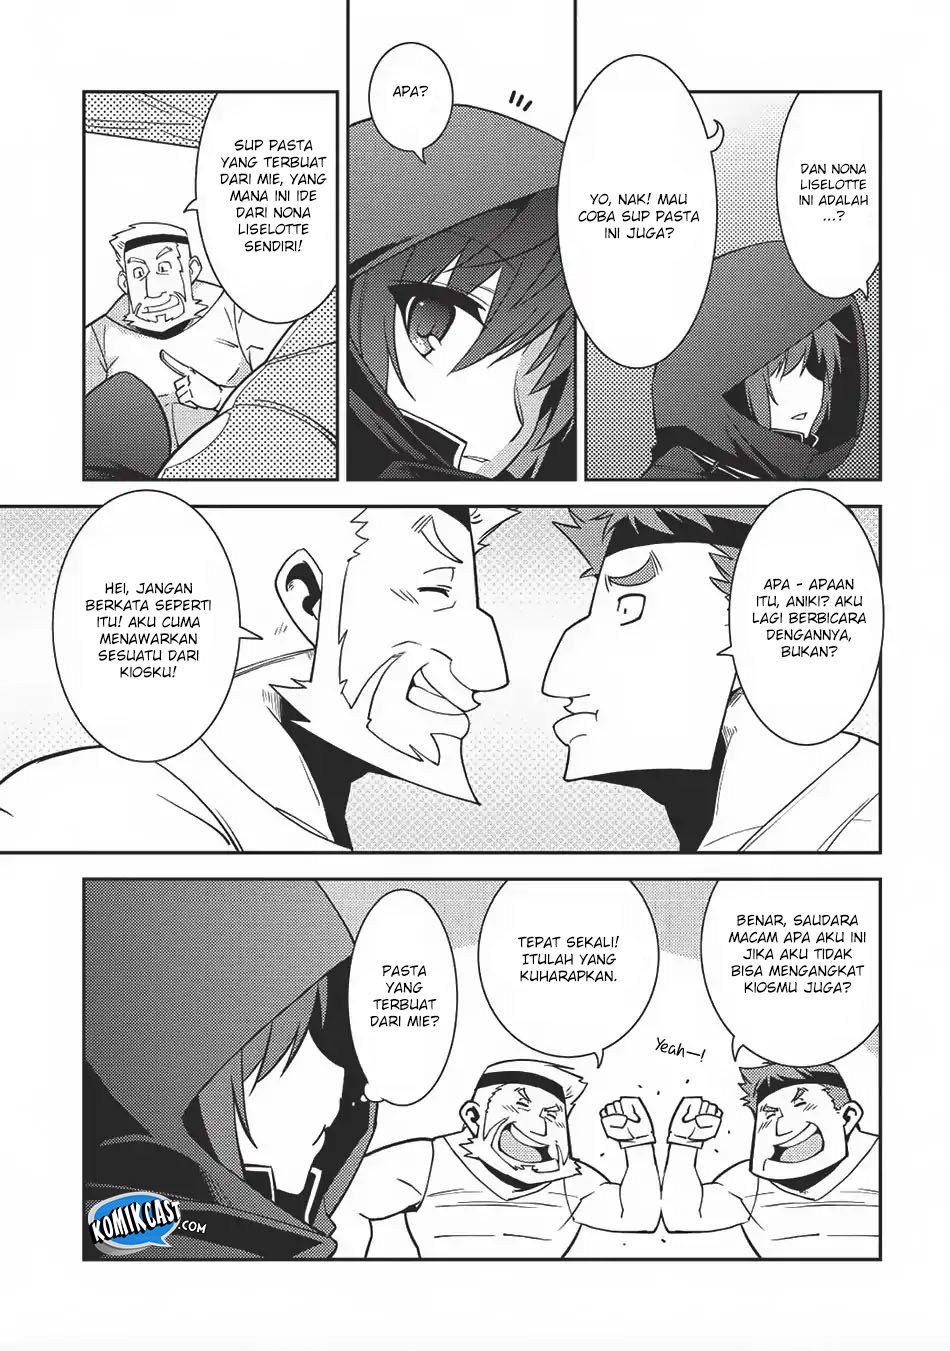 DAN NONA
LISELOTTE
INI ADALAH
...?
YO, NAK! MAU
COBA SUP PASTA
INI JUGA?
APA?
SUP PASTA
YANG TERBUAT
DARI MIE, YANG
MANA INI IDE
DARI NONA
LISELOTTE
SENDIRI!
APA - APAAN
ITU, ANIKI? AKU
LAGI BERBICARA
DENGANNYA,
BUKAN?
HEI, JANGAN
BERKATA SEPERTI
ITU! AKU CUMA
MENAWARKAN
SESUATU DARI
KIOSKU!
BENAR, SAUDARA
MACAM APA AKU INI
JIKA AKU TIDAK
BISA MENGANGKAT
KIOSMU JUGA?
Yeah—!
TEPAT SEKALI!
ITULAH YANG
KUHARAPKAN.
PASTA
YANG
TERBUAT
DARI MIE?
KOMIKCAST
.COM